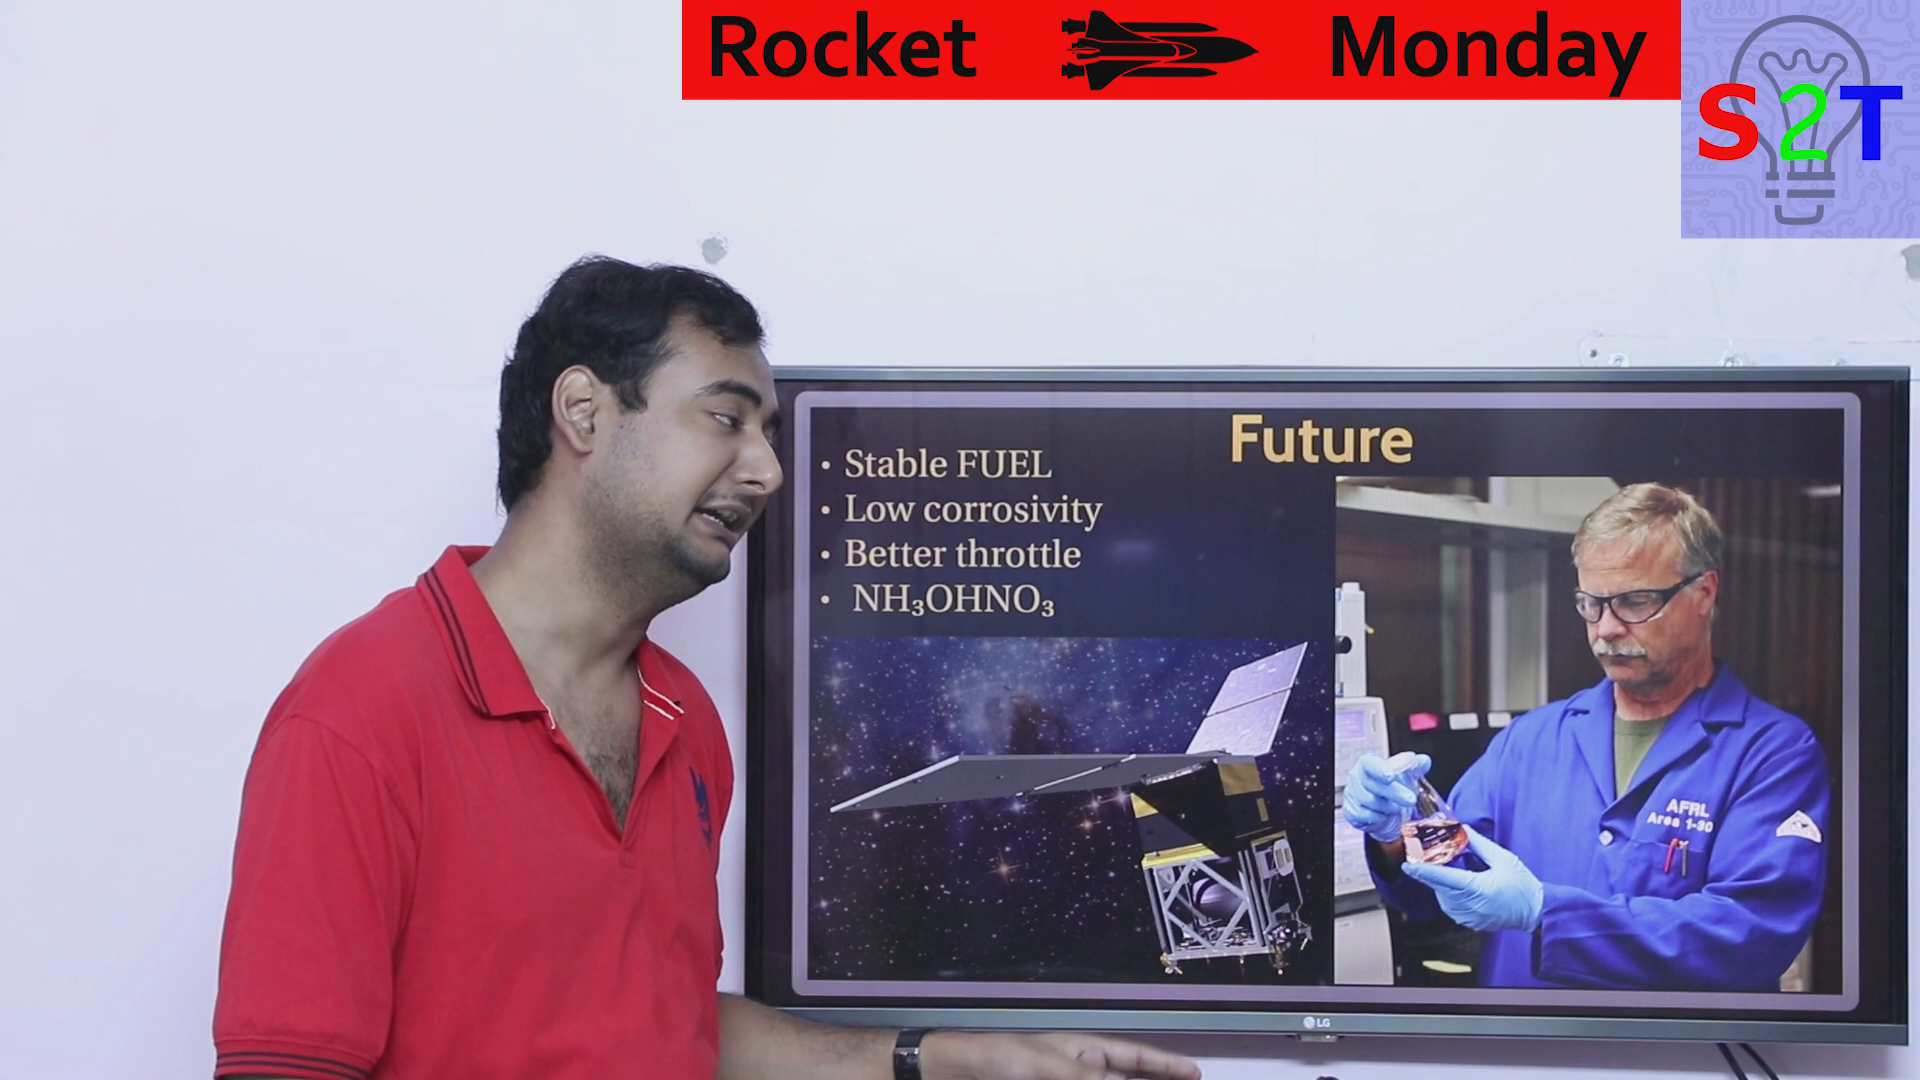 Rocket Monday
S2T
Future
• Stable FUEL
• Low corrosivity
• Better throttle
• NH₃OHNO₃
AFRL
Area 1-30
LG